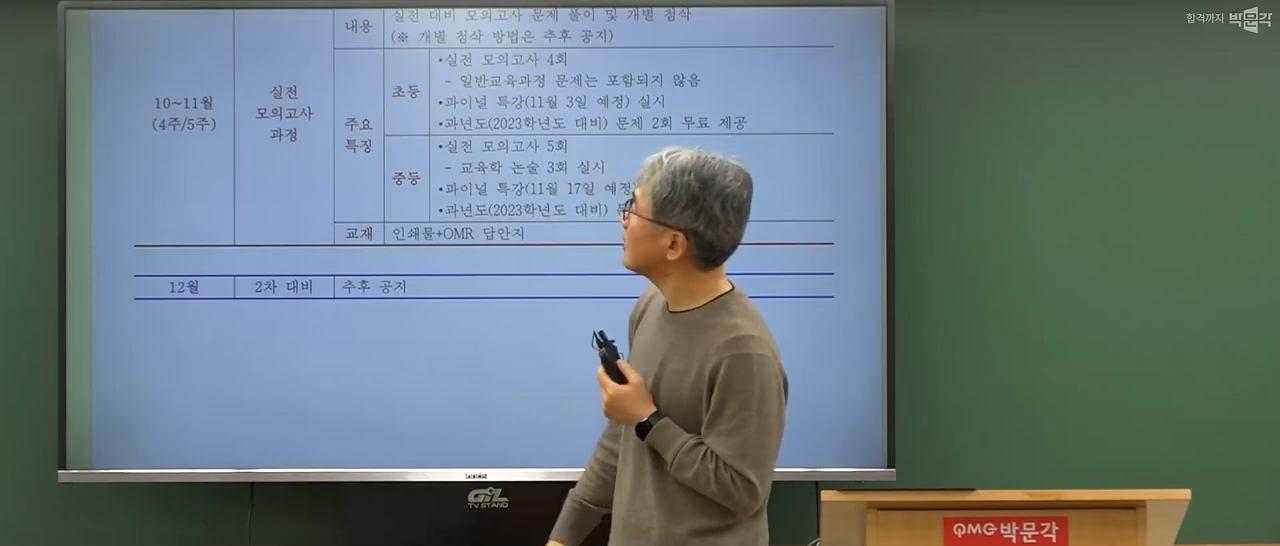 합격까지 박문각
내용
실전 대비 모의고사 문제 풀이 및 개별 첨삭
(※ 개별 첨삭 방법은 추후 공지)
10~11월
(4주/5주)
실전
모의고사
과정
주요
특징
초등
•실전 모의고사 4회
- 일반교육과정 문제는 포함되지 않음
•파이널 특강(11월 3일 예정) 실시
•과년도(2023학년도 대비) 문제 2회 무료 제공
중등
•실전 모의고사 5회
- 교육학 논술 3회 실시
•파이널 특강(11월 17일 예정
•과년도(2023학년도 대비)
교재
인쇄물+OMR 답안지
12월
2차 대비
추후 공지
GiL
TV STAND
PMG 박문각